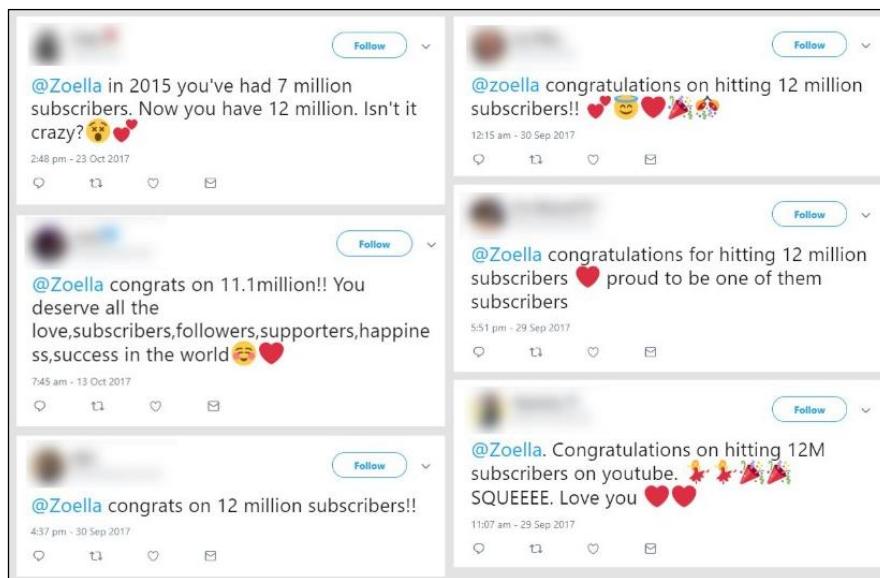 Follow
@Zoella in 2015 you've had 7 million
subscribers. Now you have 12 million. Isn't it
crazy?😵💕
2:48 pm - 23 Oct 2017
Follow
@Zoella congrats on 11.1million!! You
deserve all the
love,subscribers,followers,supporters,happine
ss,success in the world☺️❤️
7:45 am - 13 Oct 2017
Follow
@Zoella congrats on 12 million subscribers!!
4:37 pm - 30 Sep 2017
Follow
@zoella congratulations on hitting 12 million
subscribers!! 💕😇❤️🎉🎊
12:15 am - 30 Sep 2017
Follow
@Zoella congratulations for hitting 12 million
subscribers ❤️ proud to be one of them
subscribers
5:51 pm - 29 Sep 2017
Follow
@Zoella. Congratulations on hitting 12M
subscribers on youtube. 💃💃🎉🎉
SQUEEEE. Love you ❤️❤️
11:07 am - 29 Sep 2017